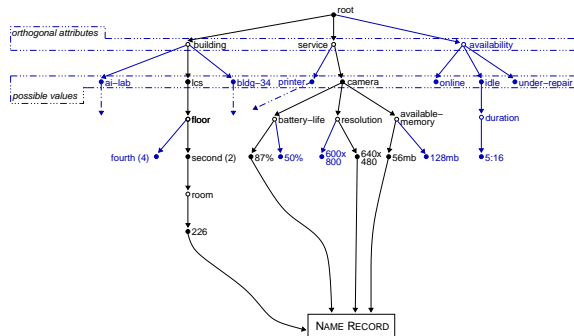 root
orthogonal attributes
building
service
availability
ai-lab
lcs
bldg-34
printer
camera
online
idle
under-repair
possible values
floor
battery-life
resolution
available-
memory
duration
fourth (4)
second (2)
87%
50%
600x
800
640x
480
56mb
128mb
5:16
room
226
NAME RECORD